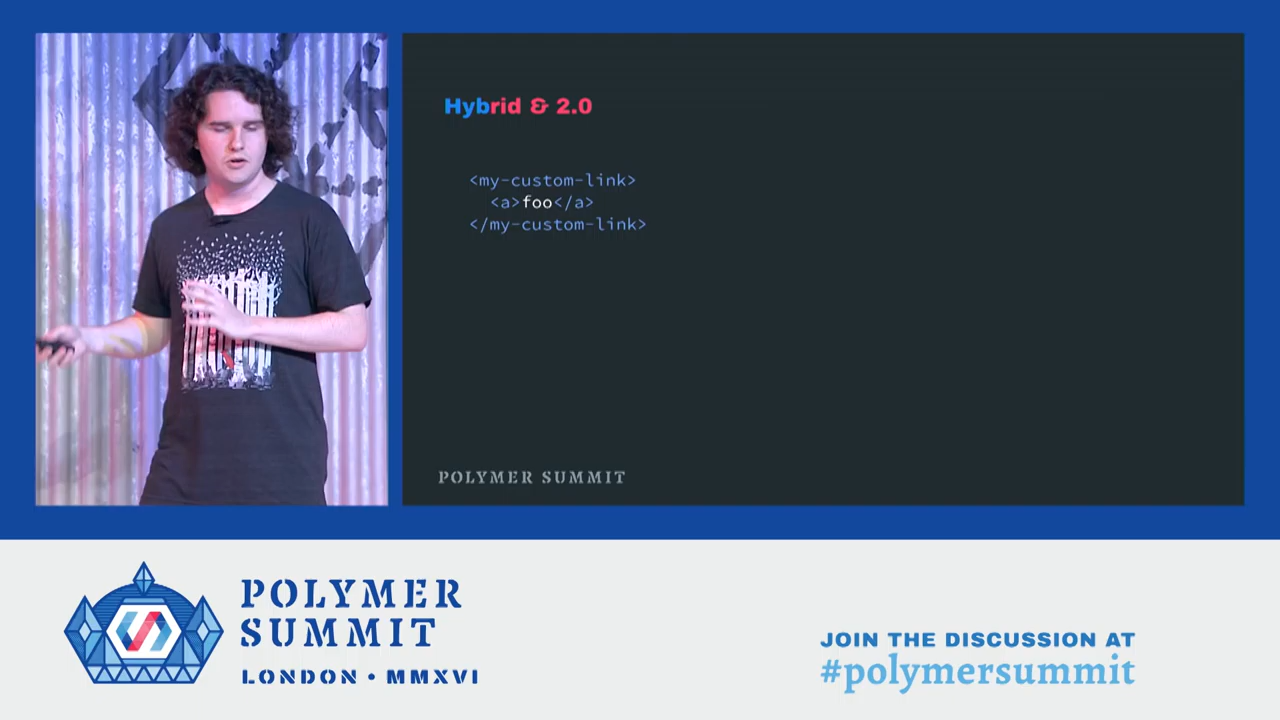 Hybrid & 2.0
<my-custom-link>
<a>foo</a>
</my-custom-link>
POLYMER SUMMIT
POLYMER
SUMMIT
LONDON • MMXVI
JOIN THE DISCUSSION AT
#polymersummit